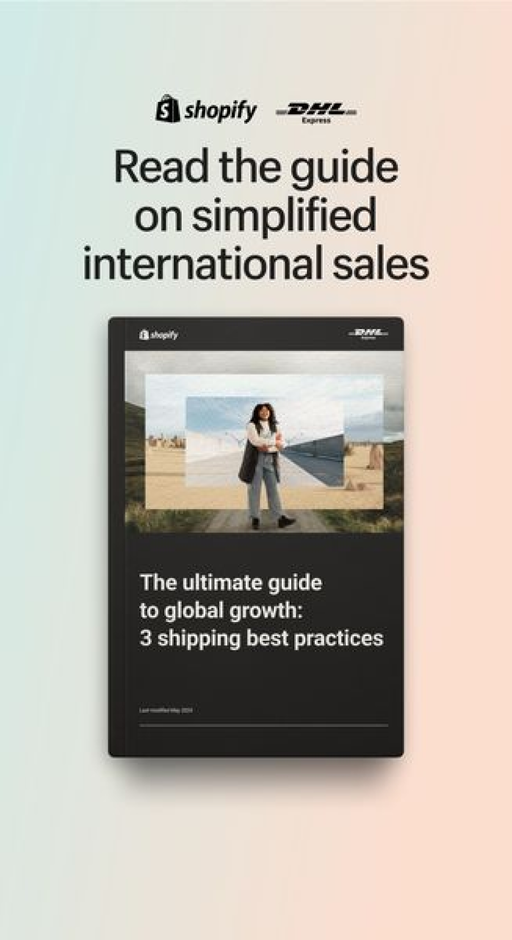 shopify DHL
Express
Read the guide
on simplified
international sales
shopify DHL
Express
The ultimate guide
to global growth:
3 shipping best practices
Last modified May 2024